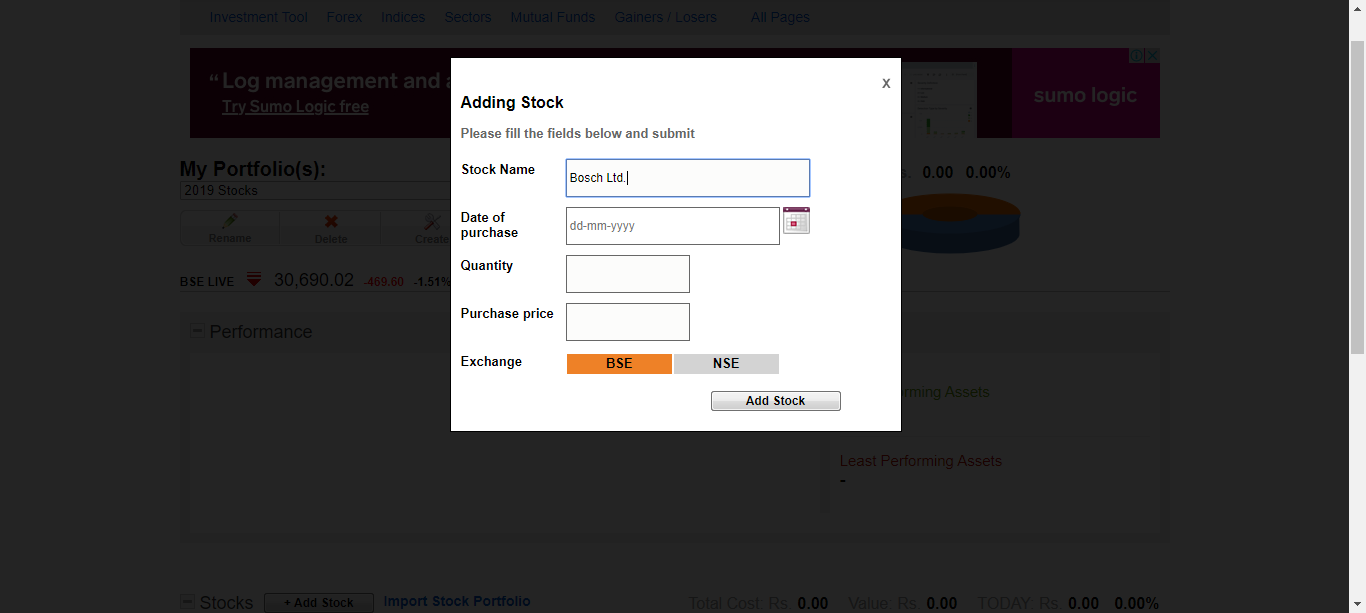 Investment Tool Forex Indices Sectors Mutual Funds Gainers / Losers All Pages
“ Log management and a
Try Sumo Logic free
sumo logic
X
Adding Stock
Please fill the fields below and submit
My Portfolio(s):
2019 Stocks
Stock Name
Bosch Ltd.
0.00 0.00%
Date of
purchase
dd-mm-yyyy
Rename
Delete
Create
Quantity
BSE LIVE 30,690.02 -469.60 -1.51%
Purchase price
Performance
Exchange
BSE
NSE
Add Stock
rming Assets
Least Performing Assets
-
Stocks
+ Add Stock
Import Stock Portfolio
Total Cost: Rs. 0.00 Value: Rs. 0.00 TODAY: Rs. 0.00 0.00%